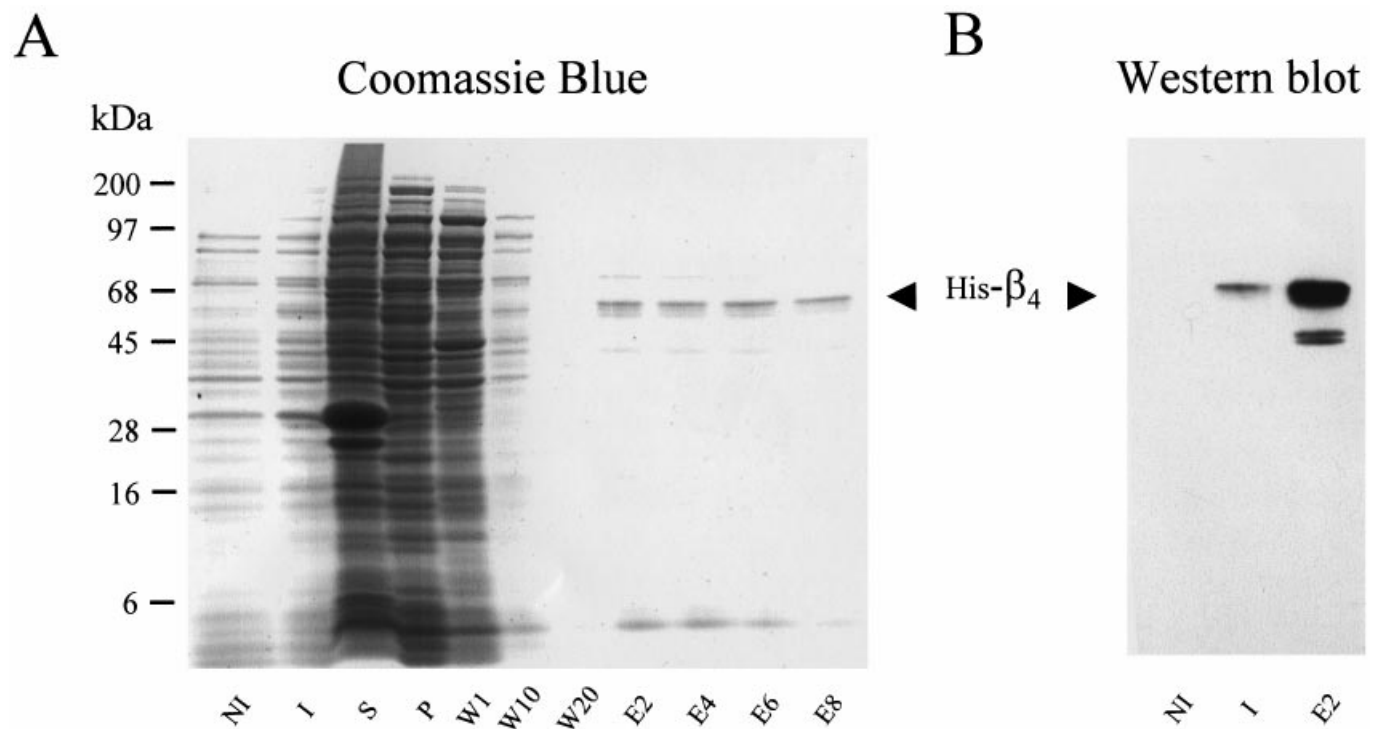 A
B
Coomassie Blue
Western blot
kDa
200
97
68
45
28
16
6
His-β₄
NI I S P W1 W10 W20 E2 E4 E6 E8
NI I E2